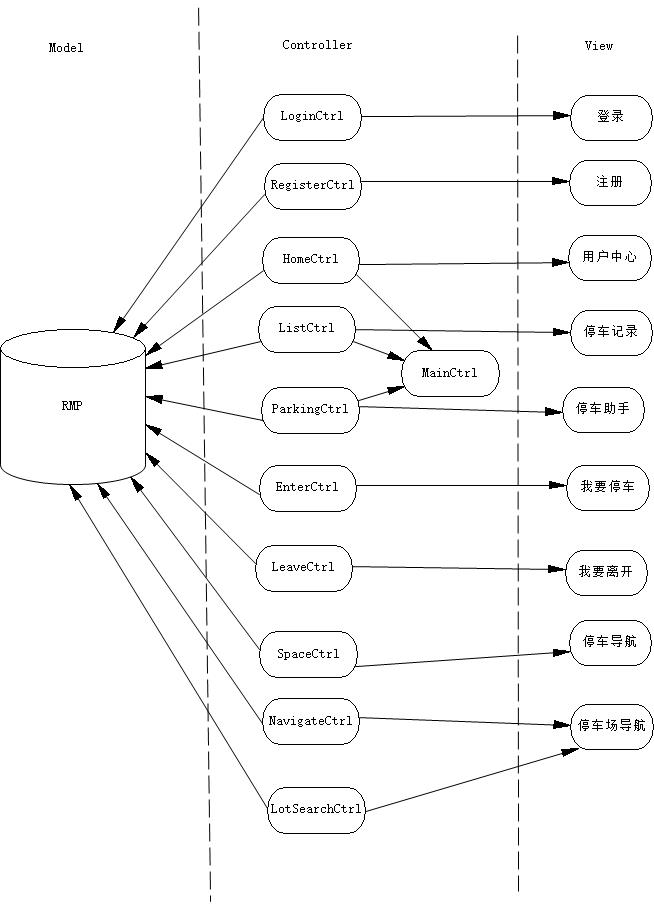 Model
Controller
View
LoginCtrl
登录
RegisterCtrl
注册
HomeCtrl
用户中心
ListCtrl
停车记录
MainCtrl
RMP
ParkingCtrl
停车助手
EnterCtrl
我要停车
LeaveCtrl
我要离开
SpaceCtrl
停车导航
NavigateCtrl
停车场导航
LotSearchCtrl